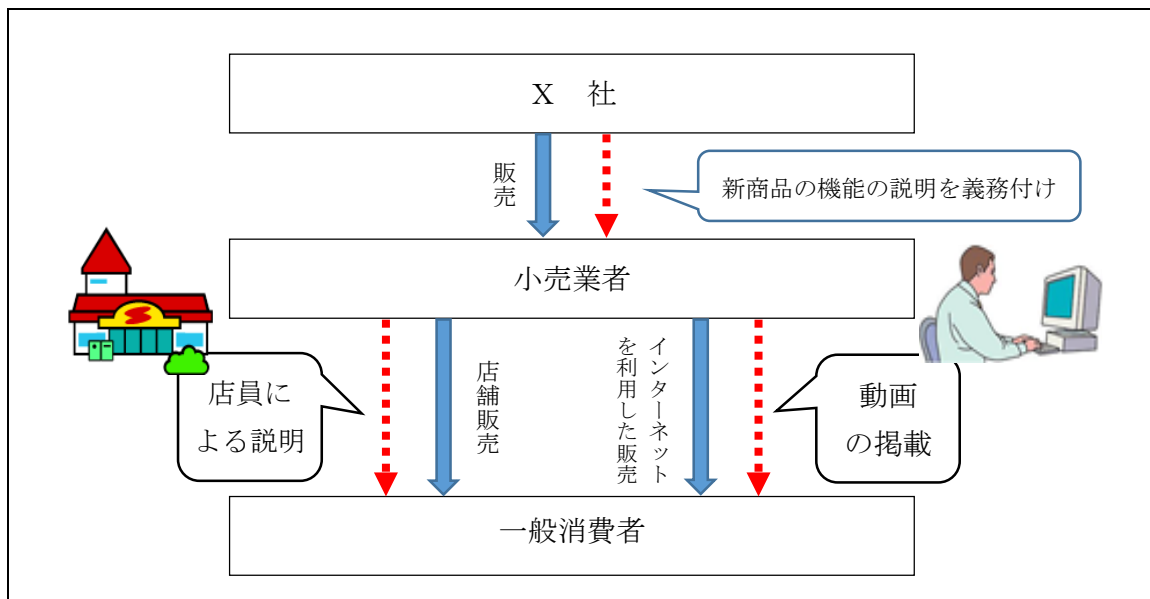 X 社
販売
新商品の機能の説明を義務付け
小売業者
店員に
よる説明
店舗販売
インターネット
を利用した販売
動画
の掲載
一般消費者